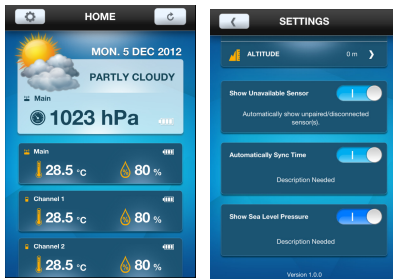 HOME
MON. 5 DEC 2012
PARTLY CLOUDY
Main
1023 hPa
Main
28.5 °C
80 %
Channel 1
28.5 °C
80 %
Channel 2
28.5 °C
80 %
SETTINGS
ALTITUDE
0 m
Show Unavailable Sensor
Automatically show unpaired/disconnected
sensor(s).
Automatically Sync Time
Description Needed
Show Sea Level Pressure
Description Needed
Version 1.0.0